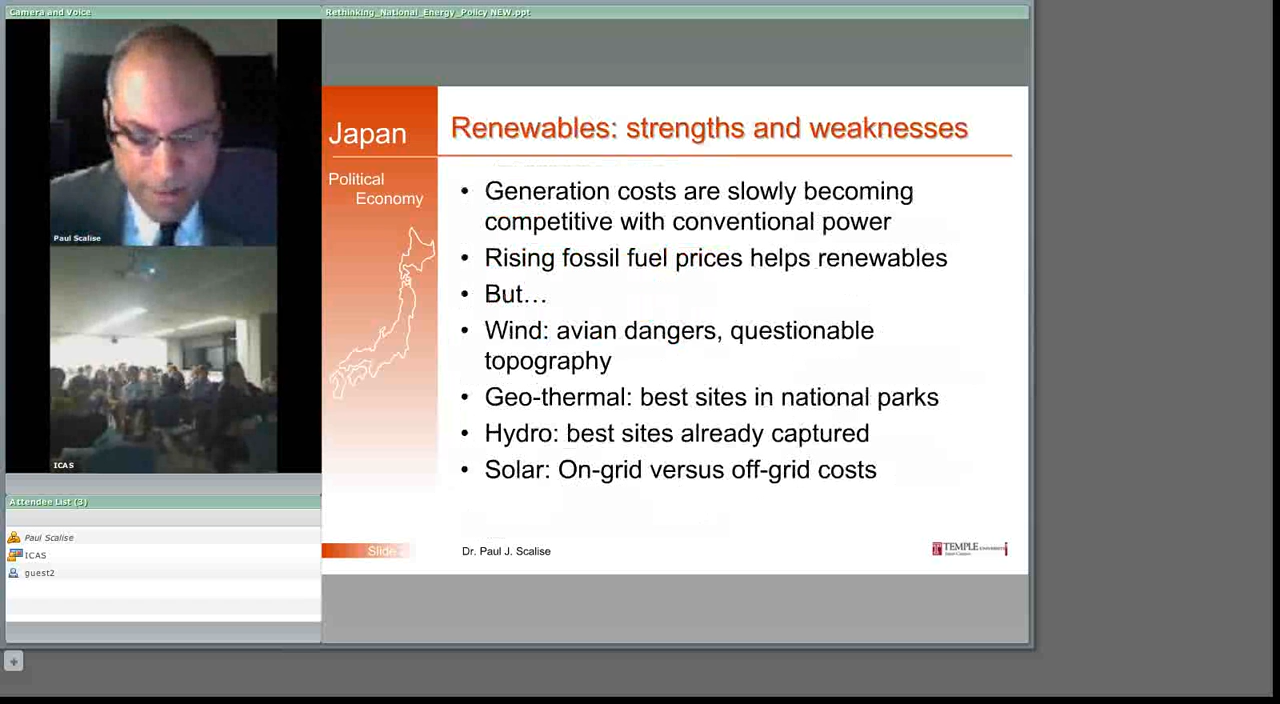 Camera and Voice
Rethinking_National_Energy_Policy NEW.ppt
Paul Scalise
ICAS
Attendee List (3)
Paul Scalise
ICAS
guest2
Japan
Political
Economy
Renewables: strengths and weaknesses
• Generation costs are slowly becoming
competitive with conventional power
• Rising fossil fuel prices helps renewables
• But…
• Wind: avian dangers, questionable
topography
• Geo-thermal: best sites in national parks
• Hydro: best sites already captured
• Solar: On-grid versus off-grid costs
Slide
Dr. Paul J. Scalise
TEMPLE UNIVERSITY